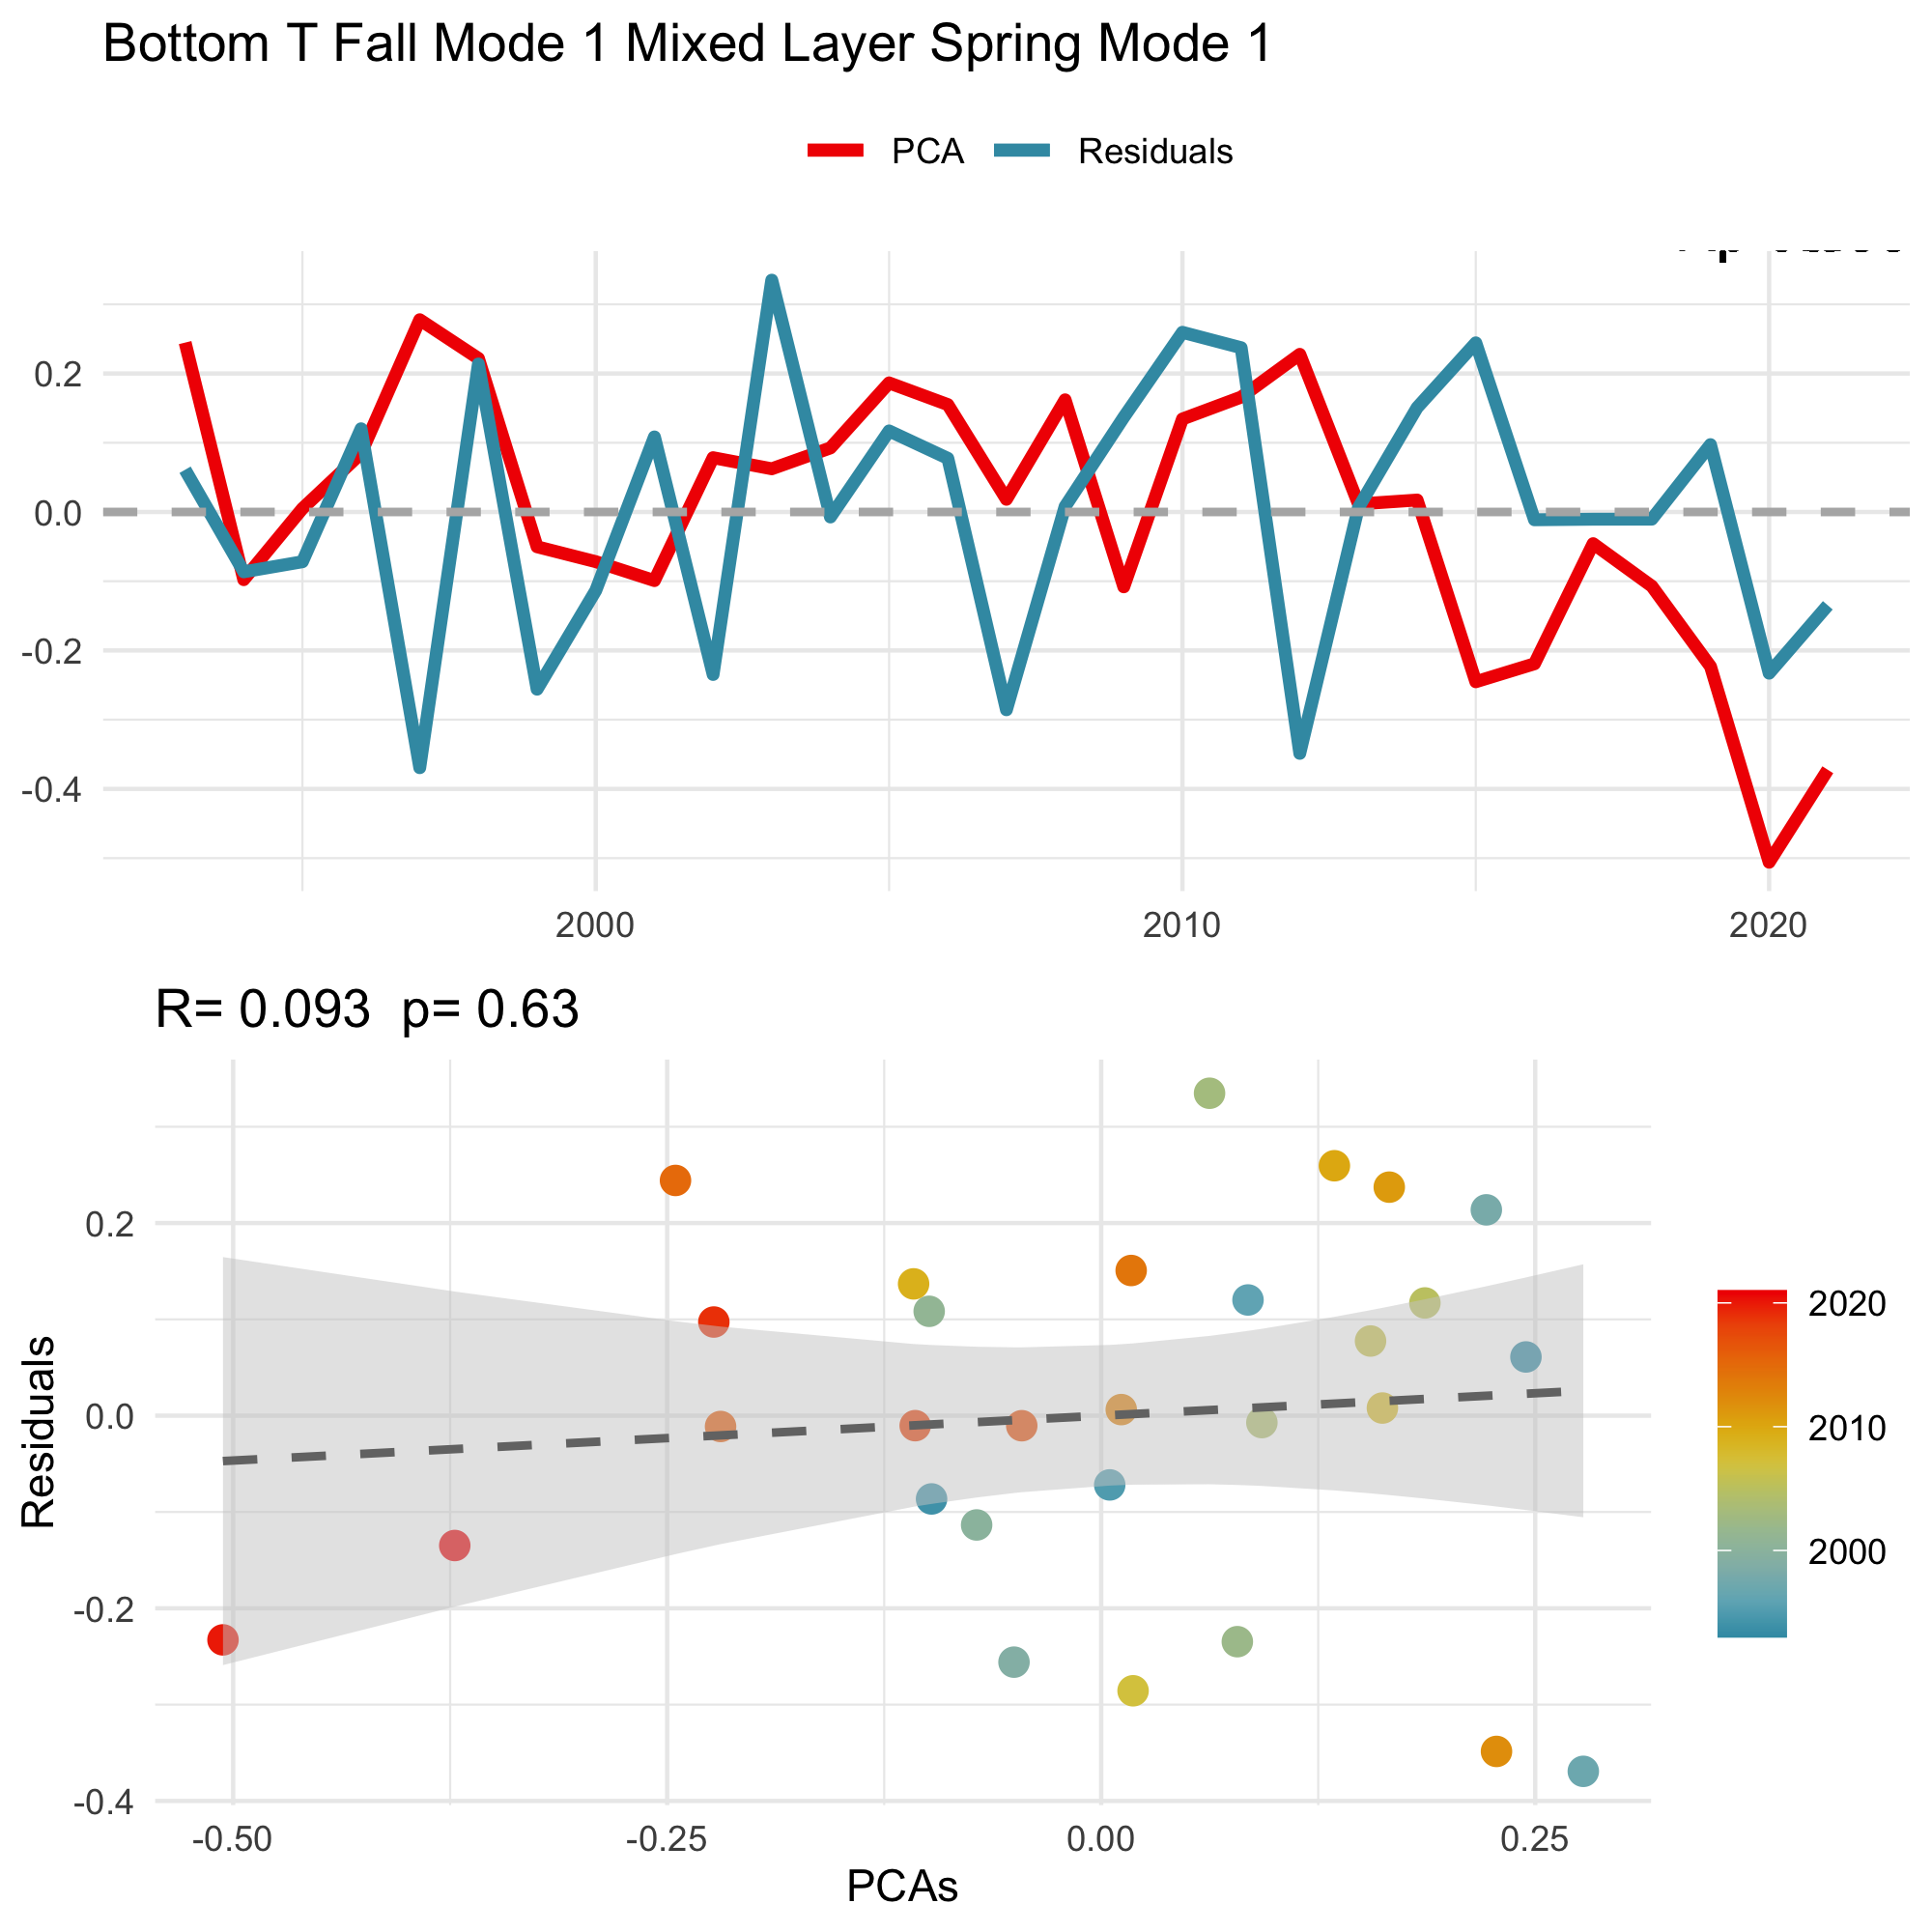 Bottom T Fall Mode 1 Mixed Layer Spring Mode 1
PCA Residuals
0.2
0.0
-0.2
-0.4
2000 2010 2020
R= 0.093 p= 0.63
Residuals
0.2
0.0
-0.2
-0.4
-0.50 -0.25 0.00 0.25
PCAs
2020
2010
2000